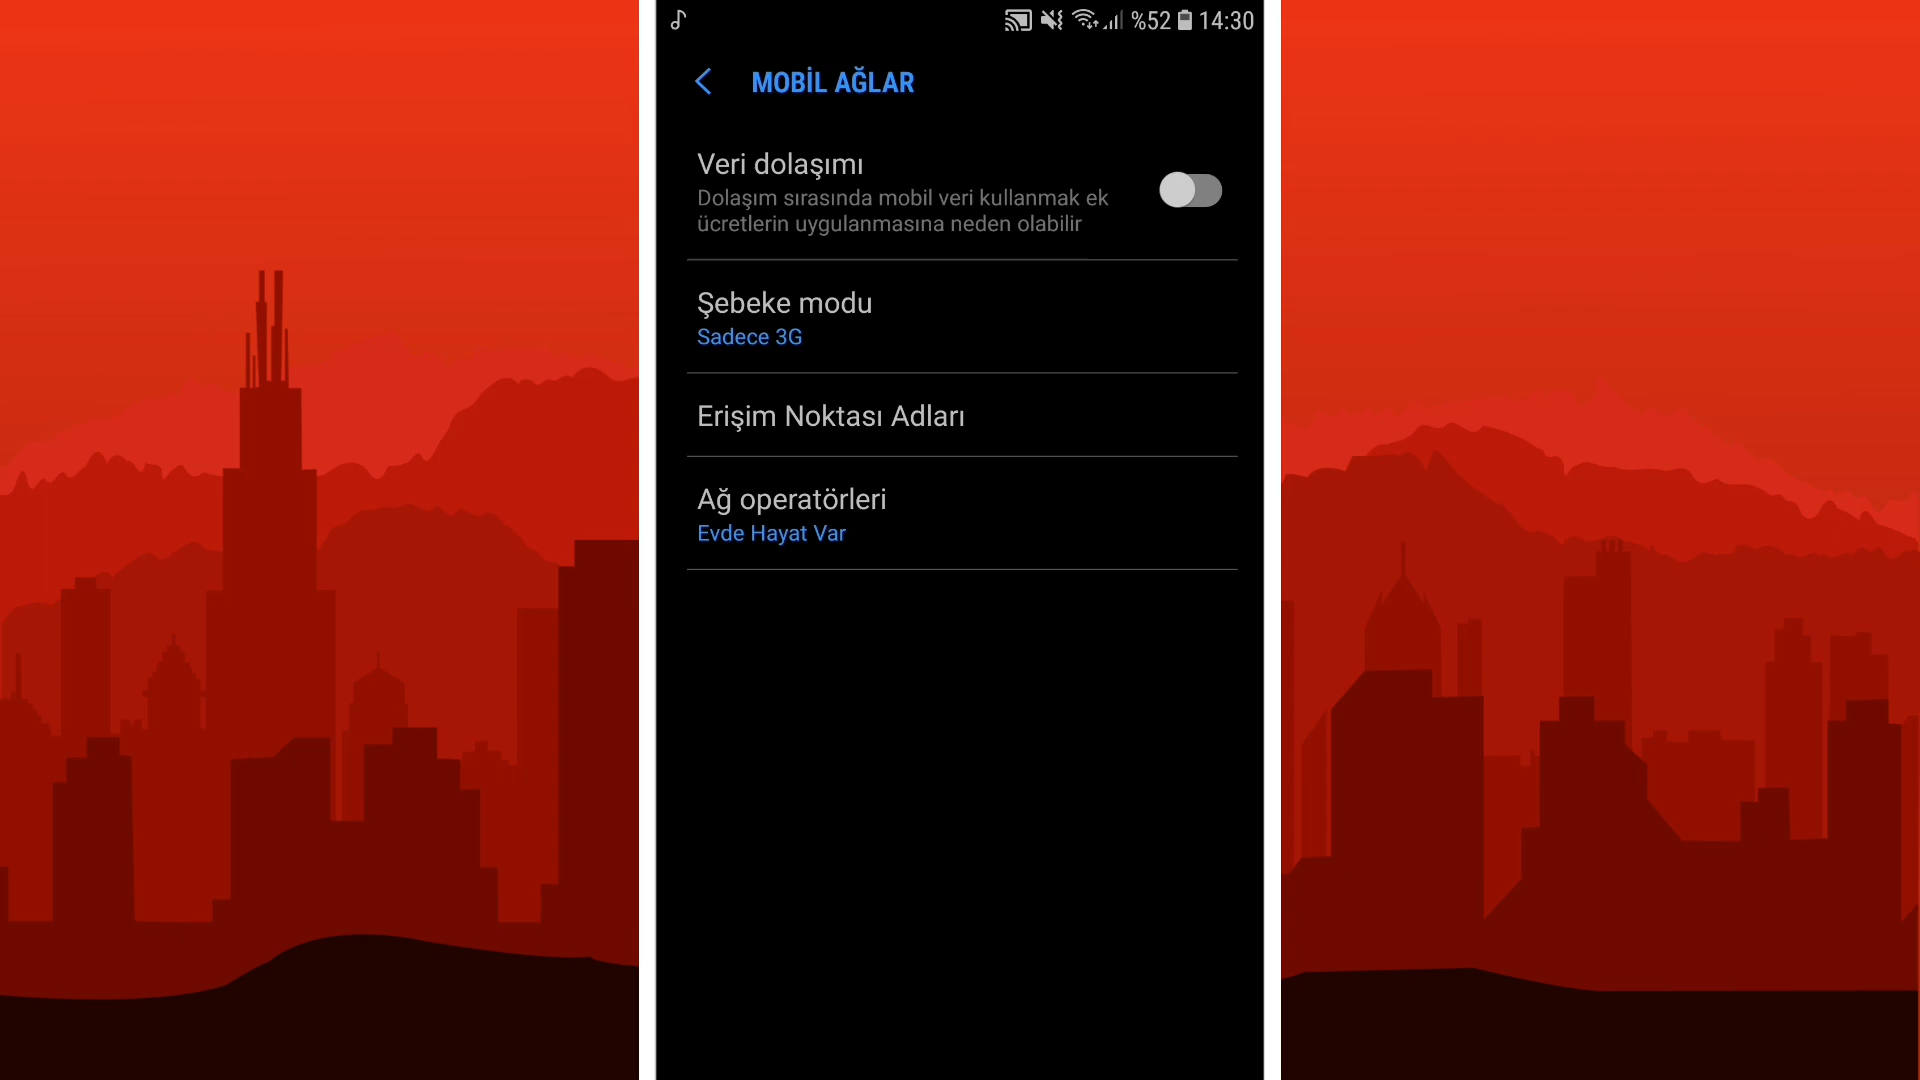 %52 14:30
MOBİL AĞLAR
Veri dolaşımı
Dolaşım sırasında mobil veri kullanmak ek
ücretlerin uygulanmasına neden olabilir
Şebeke modu
Sadece 3G
Erişim Noktası Adları
Ağ operatörleri
Evde Hayat Var